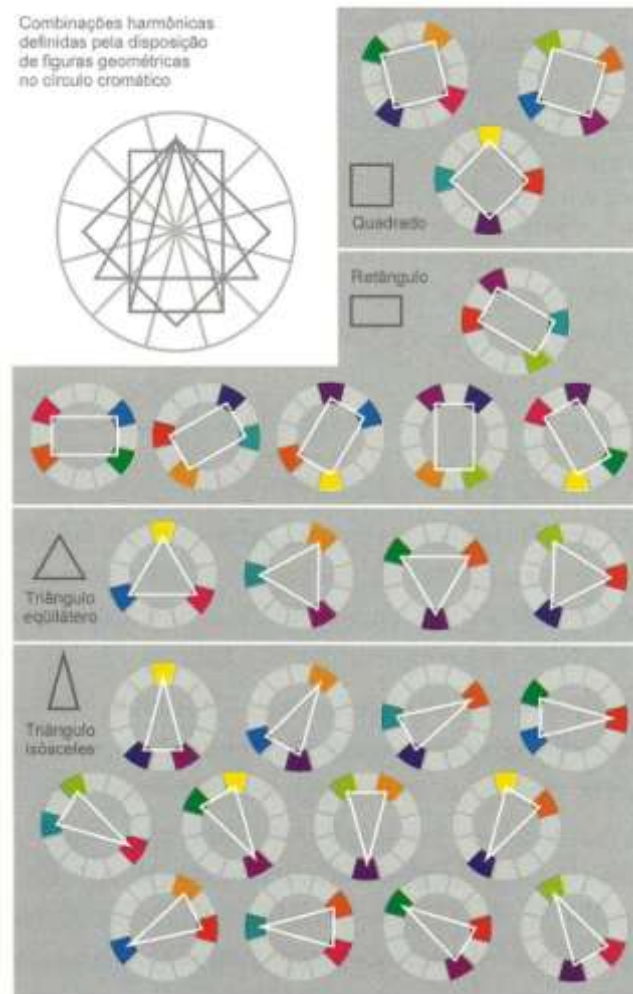 Combinações harmônicas
definidas pela disposição
de figuras geométricas
no círculo cromático
Quadrado
Retângulo
Triângulo
eqüilátero
Triângulo
isósceles